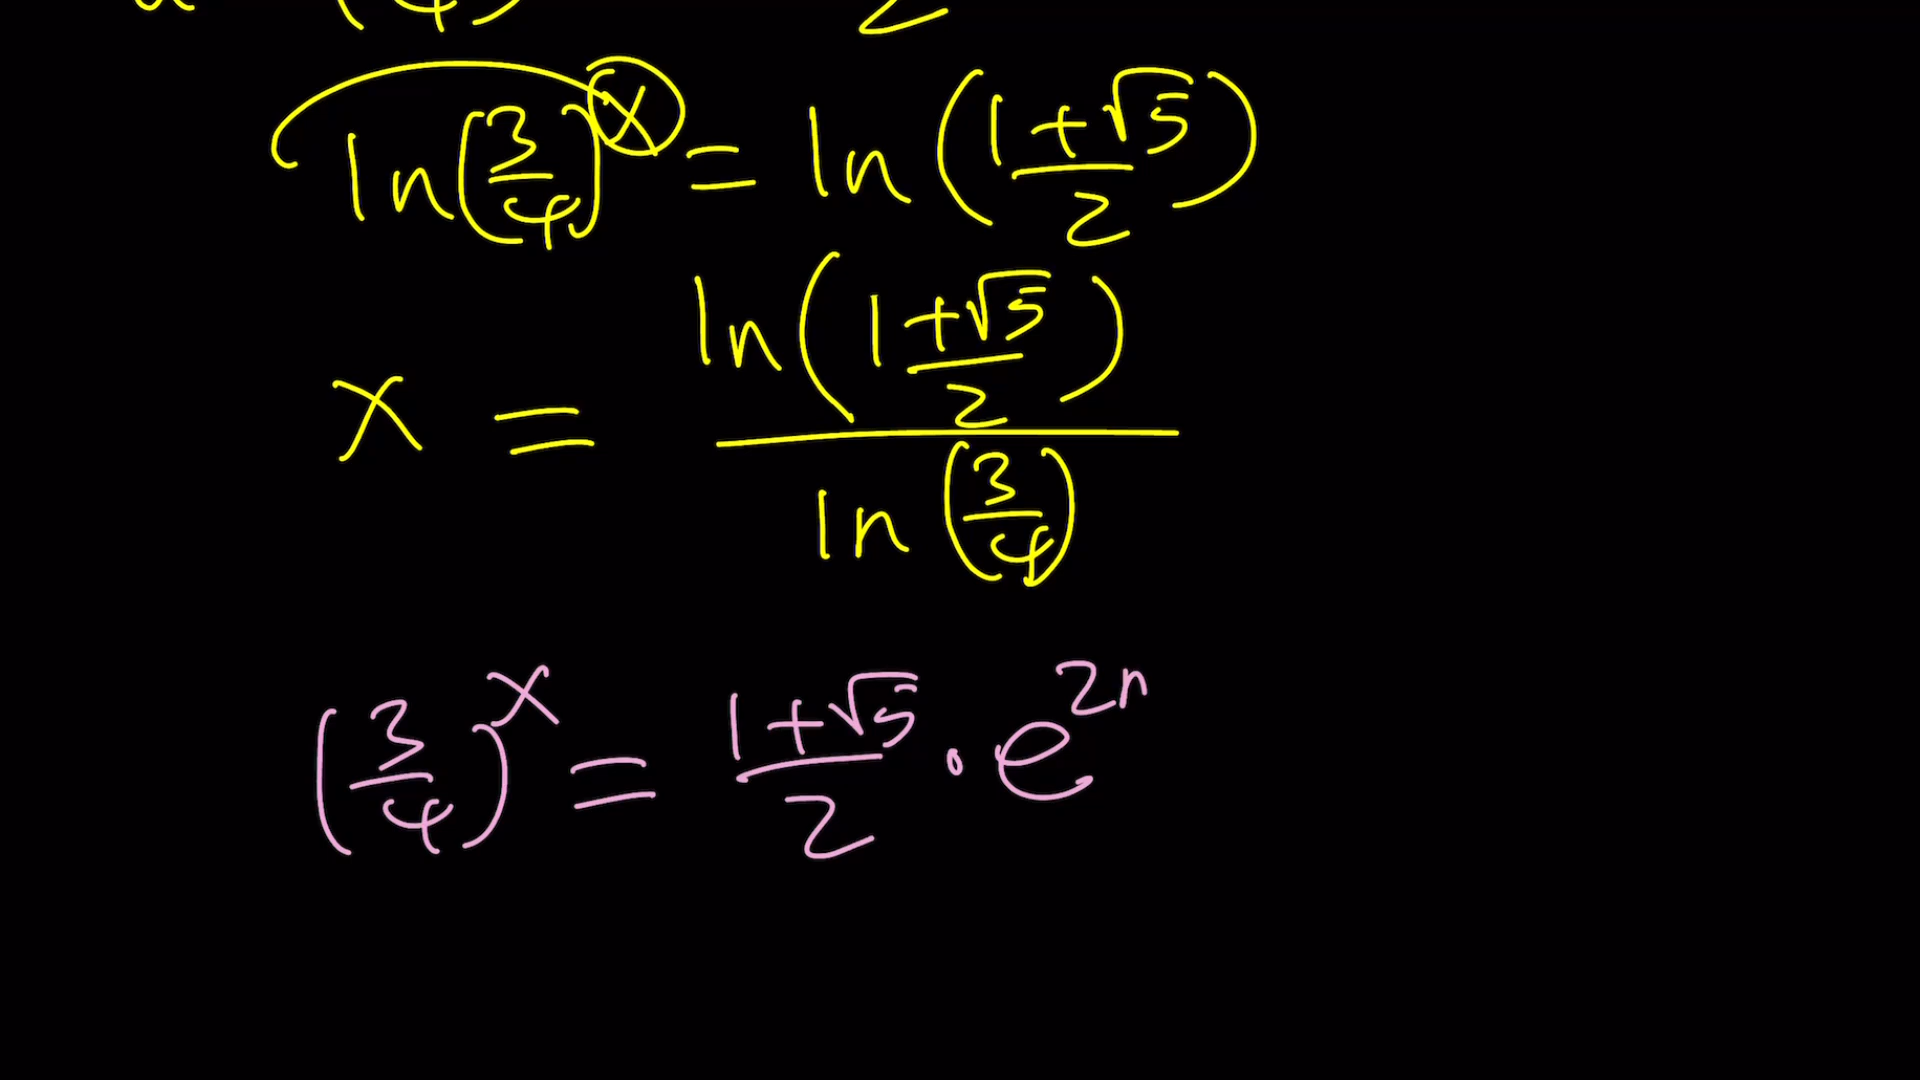 ln(3/4)^x = ln((1+√5)/2)
x = ln((1+√5)/2) / ln(3/4)
(3/4)^x = (1+√5)/2 · e^2n